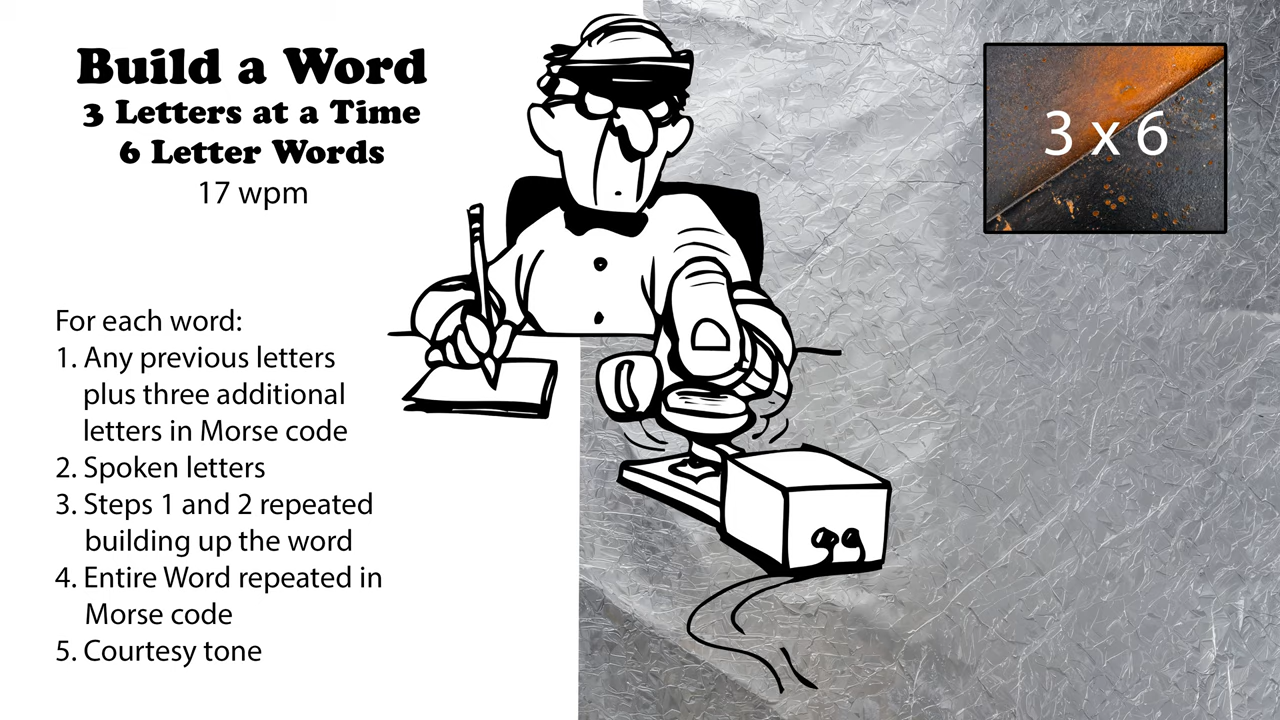 Build a Word
3 Letters at a Time
6 Letter Words
17 wpm
3 x 6
For each word:
1. Any previous letters
plus three additional
letters in Morse code
2. Spoken letters
3. Steps 1 and 2 repeated
building up the word
4. Entire Word repeated in
Morse code
5. Courtesy tone